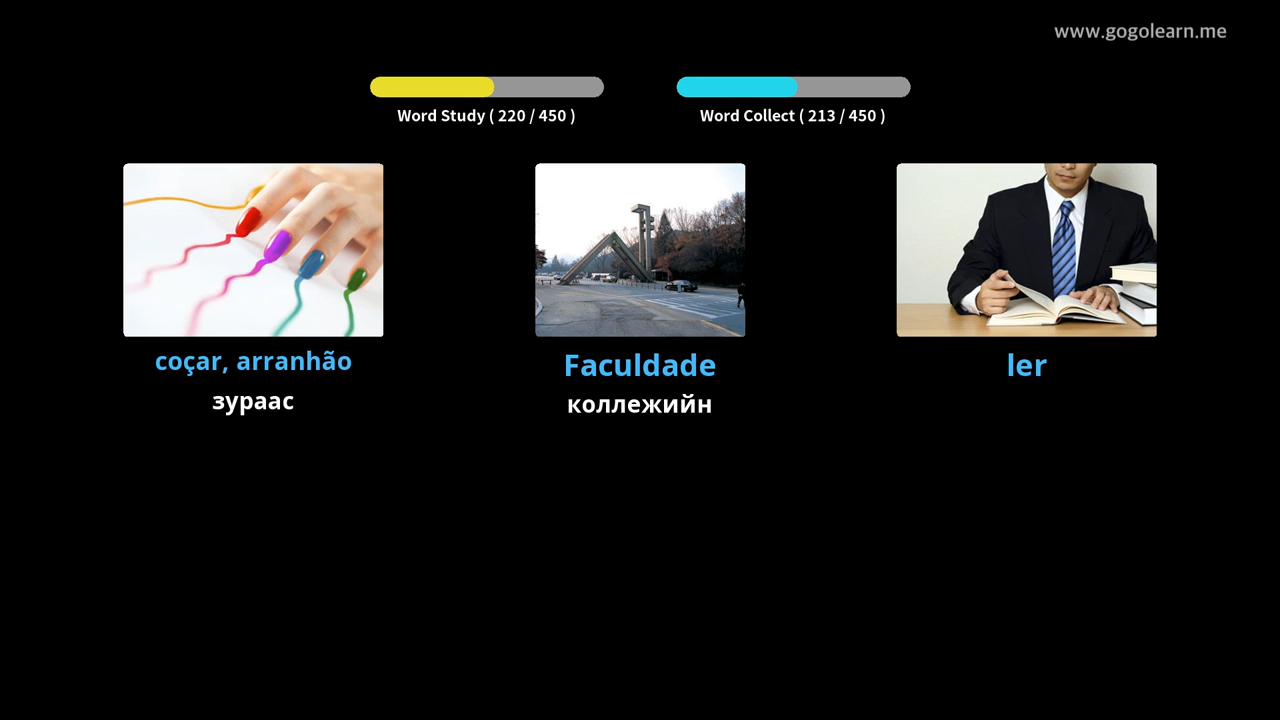 www.gogolearn.me
Word Study ( 220 / 450 )
Word Collect ( 213 / 450 )
coçar, arranhão
зураас
Faculdade
коллежийн
ler